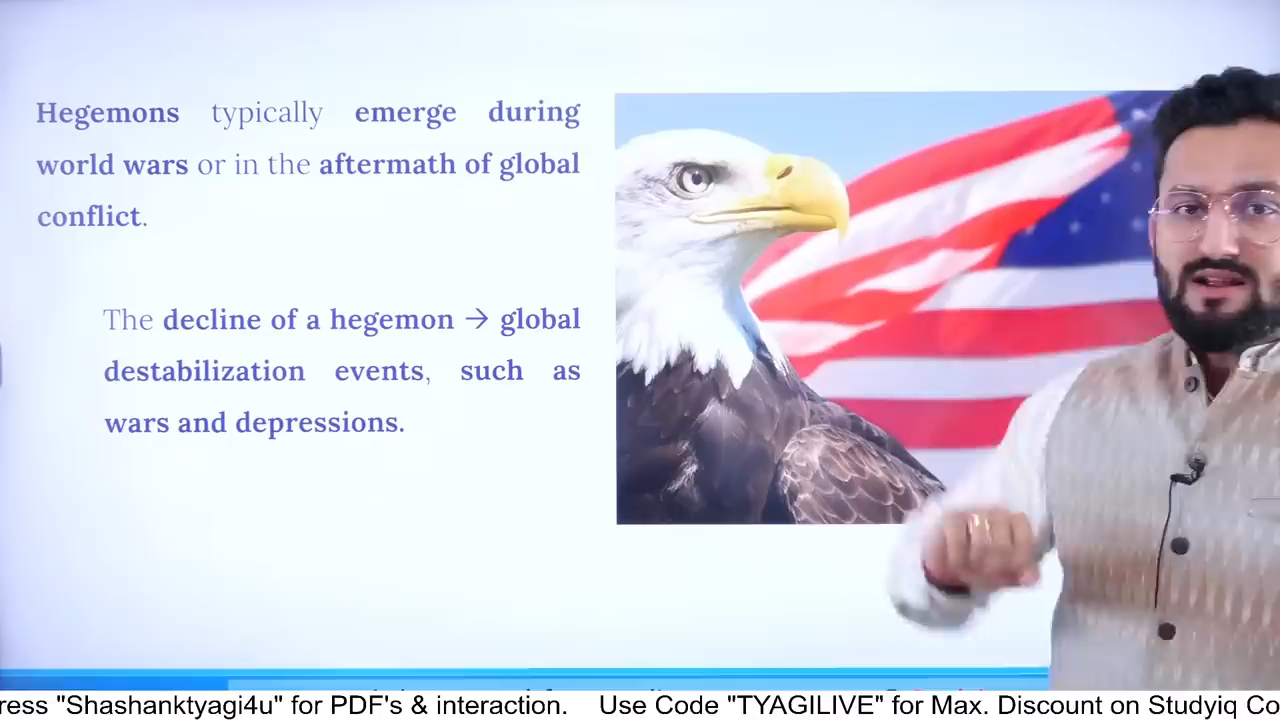 Hegemons typically emerge during
world wars or in the aftermath of global
conflict.
The decline of a hegemon → global
destabilization events, such as
wars and depressions.
ress "Shashanktyagi4u" for PDF's & interaction. Use Code "TYAGILIVE" for Max. Discount on Studyiq Co